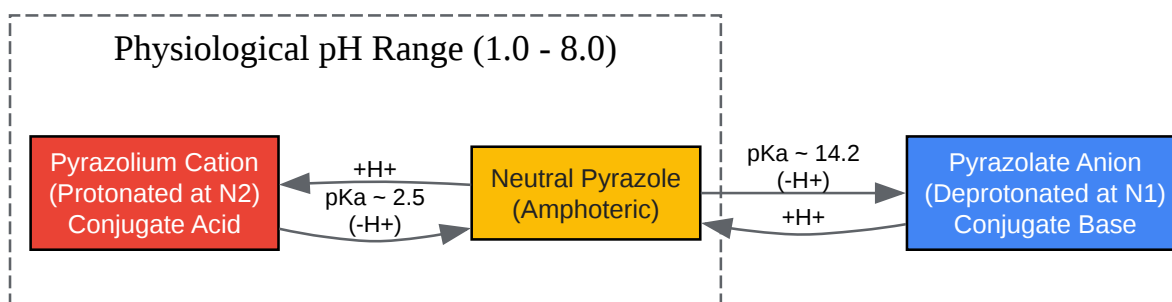 Physiological pH Range (1.0 - 8.0)
Pyrazolium Cation
(Protonated at N2)
Conjugate Acid
+H+
pKa ~ 2.5
(-H+)
Neutral Pyrazole
(Amphoteric)
pKa ~ 14.2
(-H+)
+H+
Pyrazolate Anion
(Deprotonated at N1)
Conjugate Base